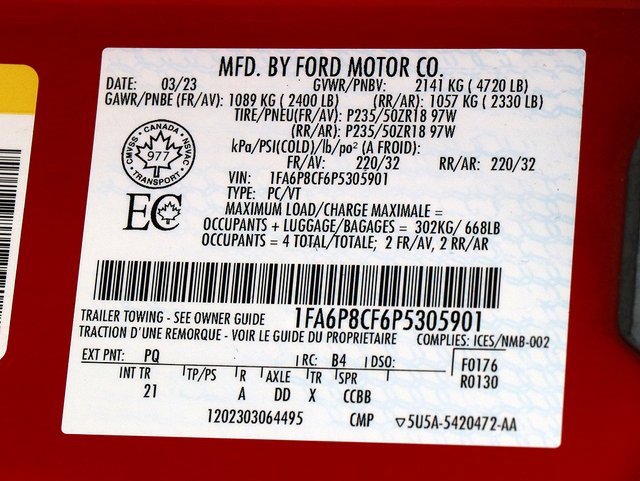 MFD. BY FORD MOTOR CO.
DATE: 03/23 GVWR/PNBV: 2141 KG ( 4720 LB)
GAWR/PNBE (FR/AV): 1089 KG ( 2400 LB) (RR/AR): 1057 KG ( 2330 LB)
TIRE/PNEU(FR/AV): P235/50ZR18 97W
(RR/AR): P235/50ZR18 97W
kPa/PSI(COLD)/lb/po² (A FROID):
FR/AV: 220/32 RR/AR: 220/32
VIN: 1FA6P8CF6P5305901
TYPE: PC/VT
MAXIMUM LOAD/CHARGE MAXIMALE =
OCCUPANTS + LUGGAGE/BAGAGES = 302KG/ 668LB
OCCUPANTS = 4 TOTAL/TOTALE; 2 FR/AV, 2 RR/AR
CMVSS • CANADA • NSVAC
977
• TRANSPORT •
EC
TRAILER TOWING - SEE OWNER GUIDE 1FA6P8CF6P5305901
TRACTION D'UNE REMORQUE - VOIR LE GUIDE DU PROPRIETAIRE COMPLIES: ICES/NMB-002
EXT PNT: PQ RC: B4 DSO: F0176
R0130
INT TR TP/PS R AXLE TR SPR
21 A DD X CCBB
1202303064495 CMP ▽5U5A-5420472-AA